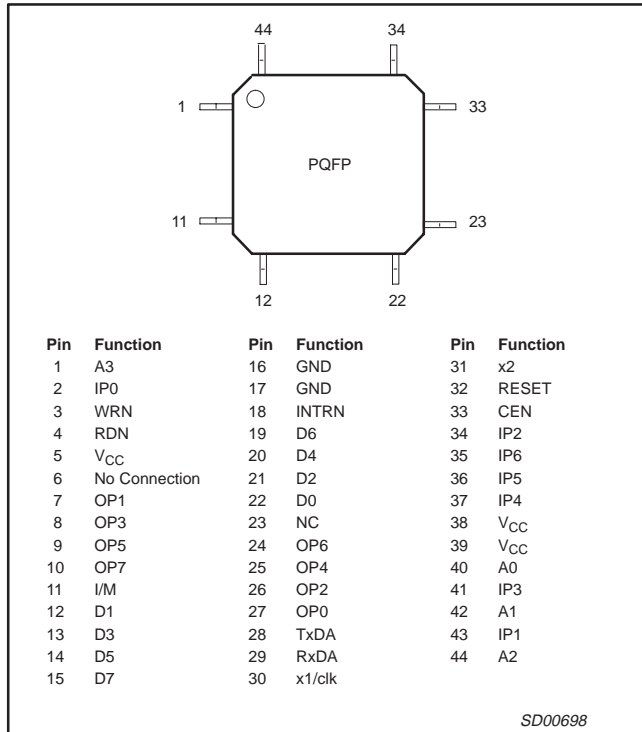 44 34
1 33
PQFP
11 23
12 22
Pin Function Pin Function Pin Function
1 A3 16 GND 31 x2
2 IP0 17 GND 32 RESET
3 WRN 18 INTRN 33 CEN
4 RDN 19 D6 34 IP2
5 VCC 20 D4 35 IP6
6 No Connection 21 D2 36 IP5
7 OP1 22 D0 37 IP4
8 OP3 23 NC 38 VCC
9 OP5 24 OP6 39 VCC
10 OP7 25 OP4 40 A0
11 I/M 26 OP2 41 IP3
12 D1 27 OP0 42 A1
13 D3 28 TxDA 43 IP1
14 D5 29 RxDA 44 A2
15 D7 30 x1/clk
SD00698